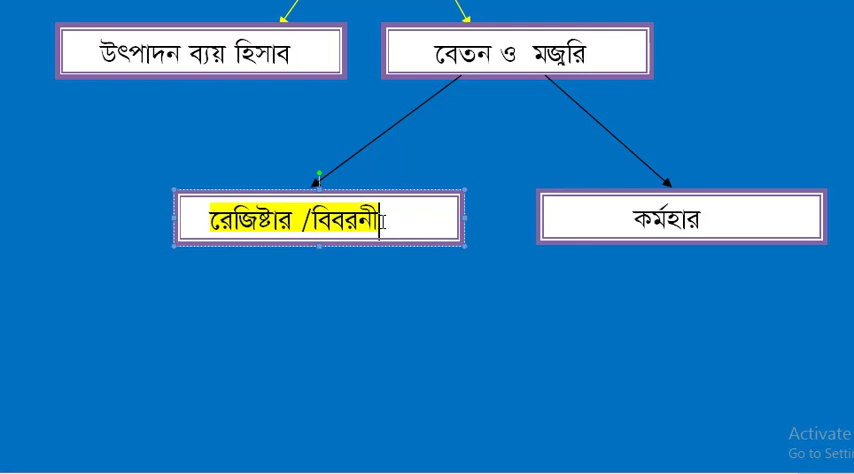 উৎপাদন ব্যয় হিসাব
বেতন ও মজুরি
রেজিষ্টার /বিবরনী
কর্মহার
Activate
Go to Setti